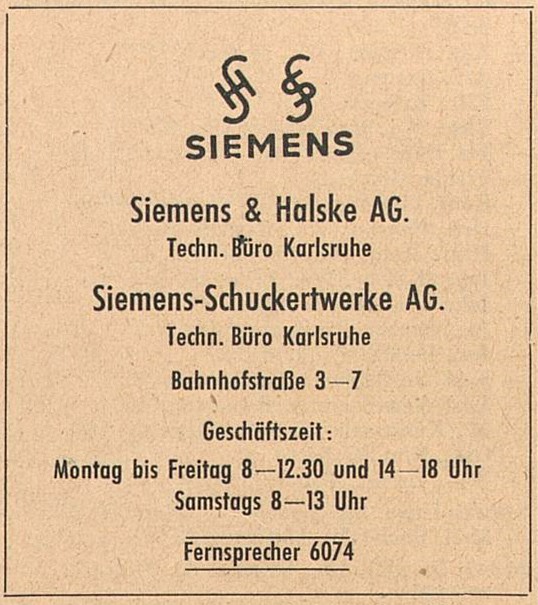 SIEMENS
Siemens & Halske AG.
Techn. Büro Karlsruhe
Siemens-Schuckertwerke AG.
Techn. Büro Karlsruhe
Bahnhofstraße 3—7
Geschäftszeit:
Montag bis Freitag 8—12.30 und 14—18 Uhr
Samstags 8—13 Uhr
Fernsprecher 6074